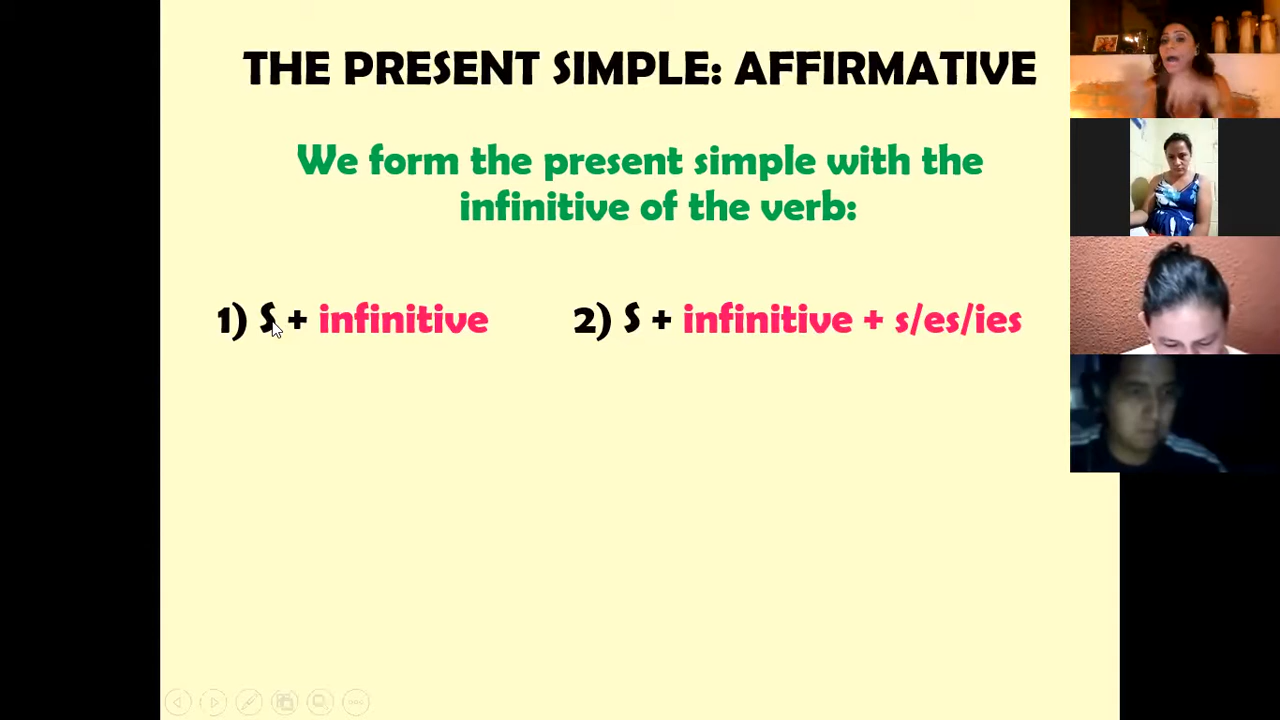 THE PRESENT SIMPLE: AFFIRMATIVE
We form the present simple with the
infinitive of the verb:
1) S + infinitive
2) S + infinitive + s/es/ies